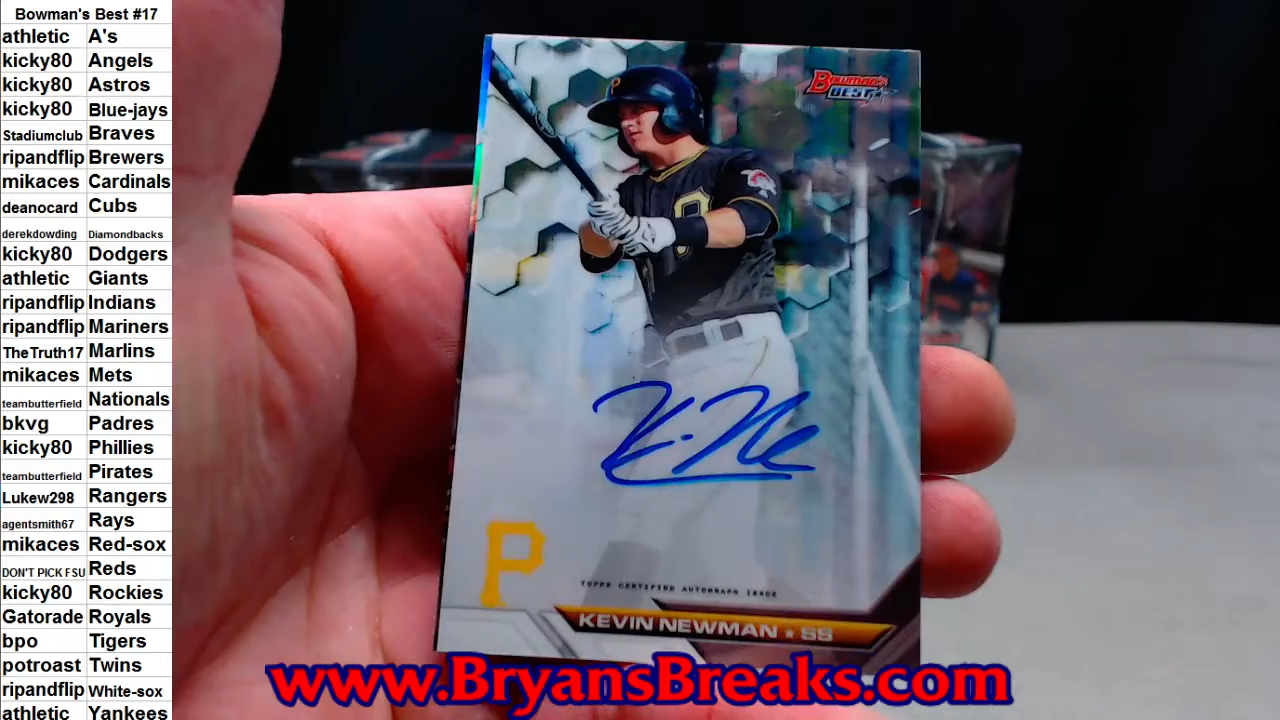 Bowman's Best #17
athletic A's
kicky80 Angels
kicky80 Astros
kicky80 Blue-jays
Stadiumclub Braves
ripandflip Brewers
mikaces Cardinals
deanocard Cubs
derekdowding Diamondbacks
kicky80 Dodgers
athletic Giants
ripandflip Indians
ripandflip Mariners
TheTruth17 Marlins
mikaces Mets
teambutterfield Nationals
bkvg Padres
kicky80 Phillies
teambutterfield Pirates
Lukew298 Rangers
agentsmith67 Rays
mikaces Red-sox
DON'T PICK FSU Reds
kicky80 Rockies
Gatorade Royals
bpo Tigers
potroast Twins
ripandflip White-sox
athletic Yankees
BOWMAN'S
BEST
P
P
TOPPS CERTIFIED AUTOGRAPH ISSUE
KEVIN NEWMAN ★ SS
www.BryansBreaks.com